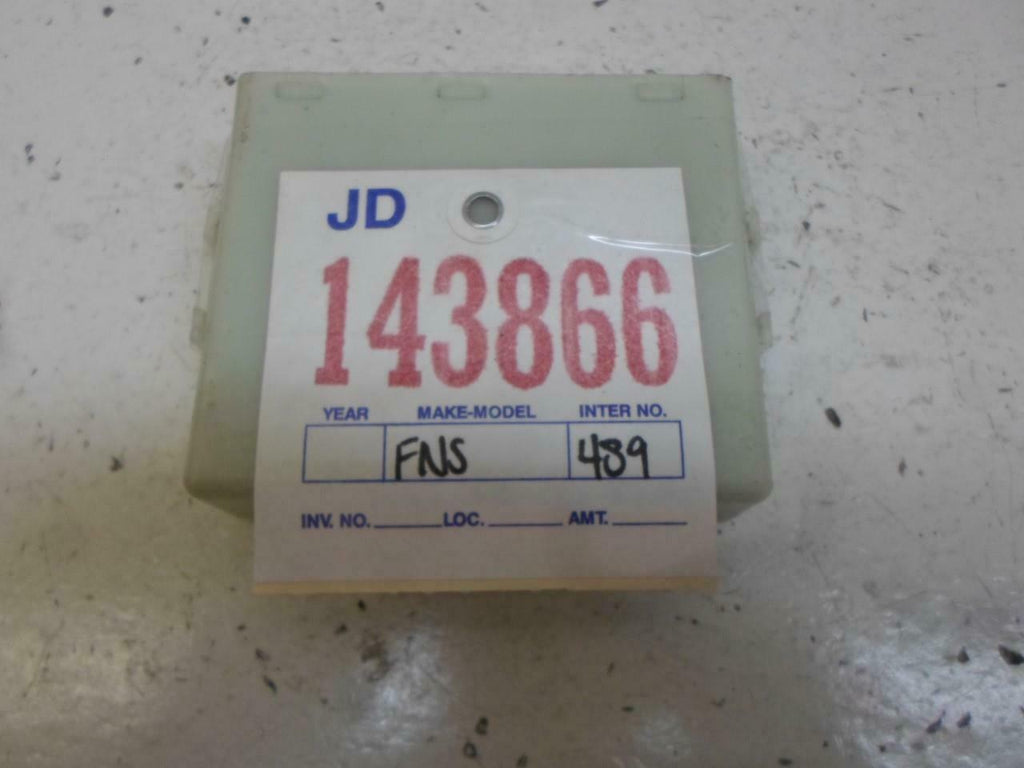 JD
143866
YEAR MAKE-MODEL INTER NO.
FNS 489
INV. NO. LOC. AMT.